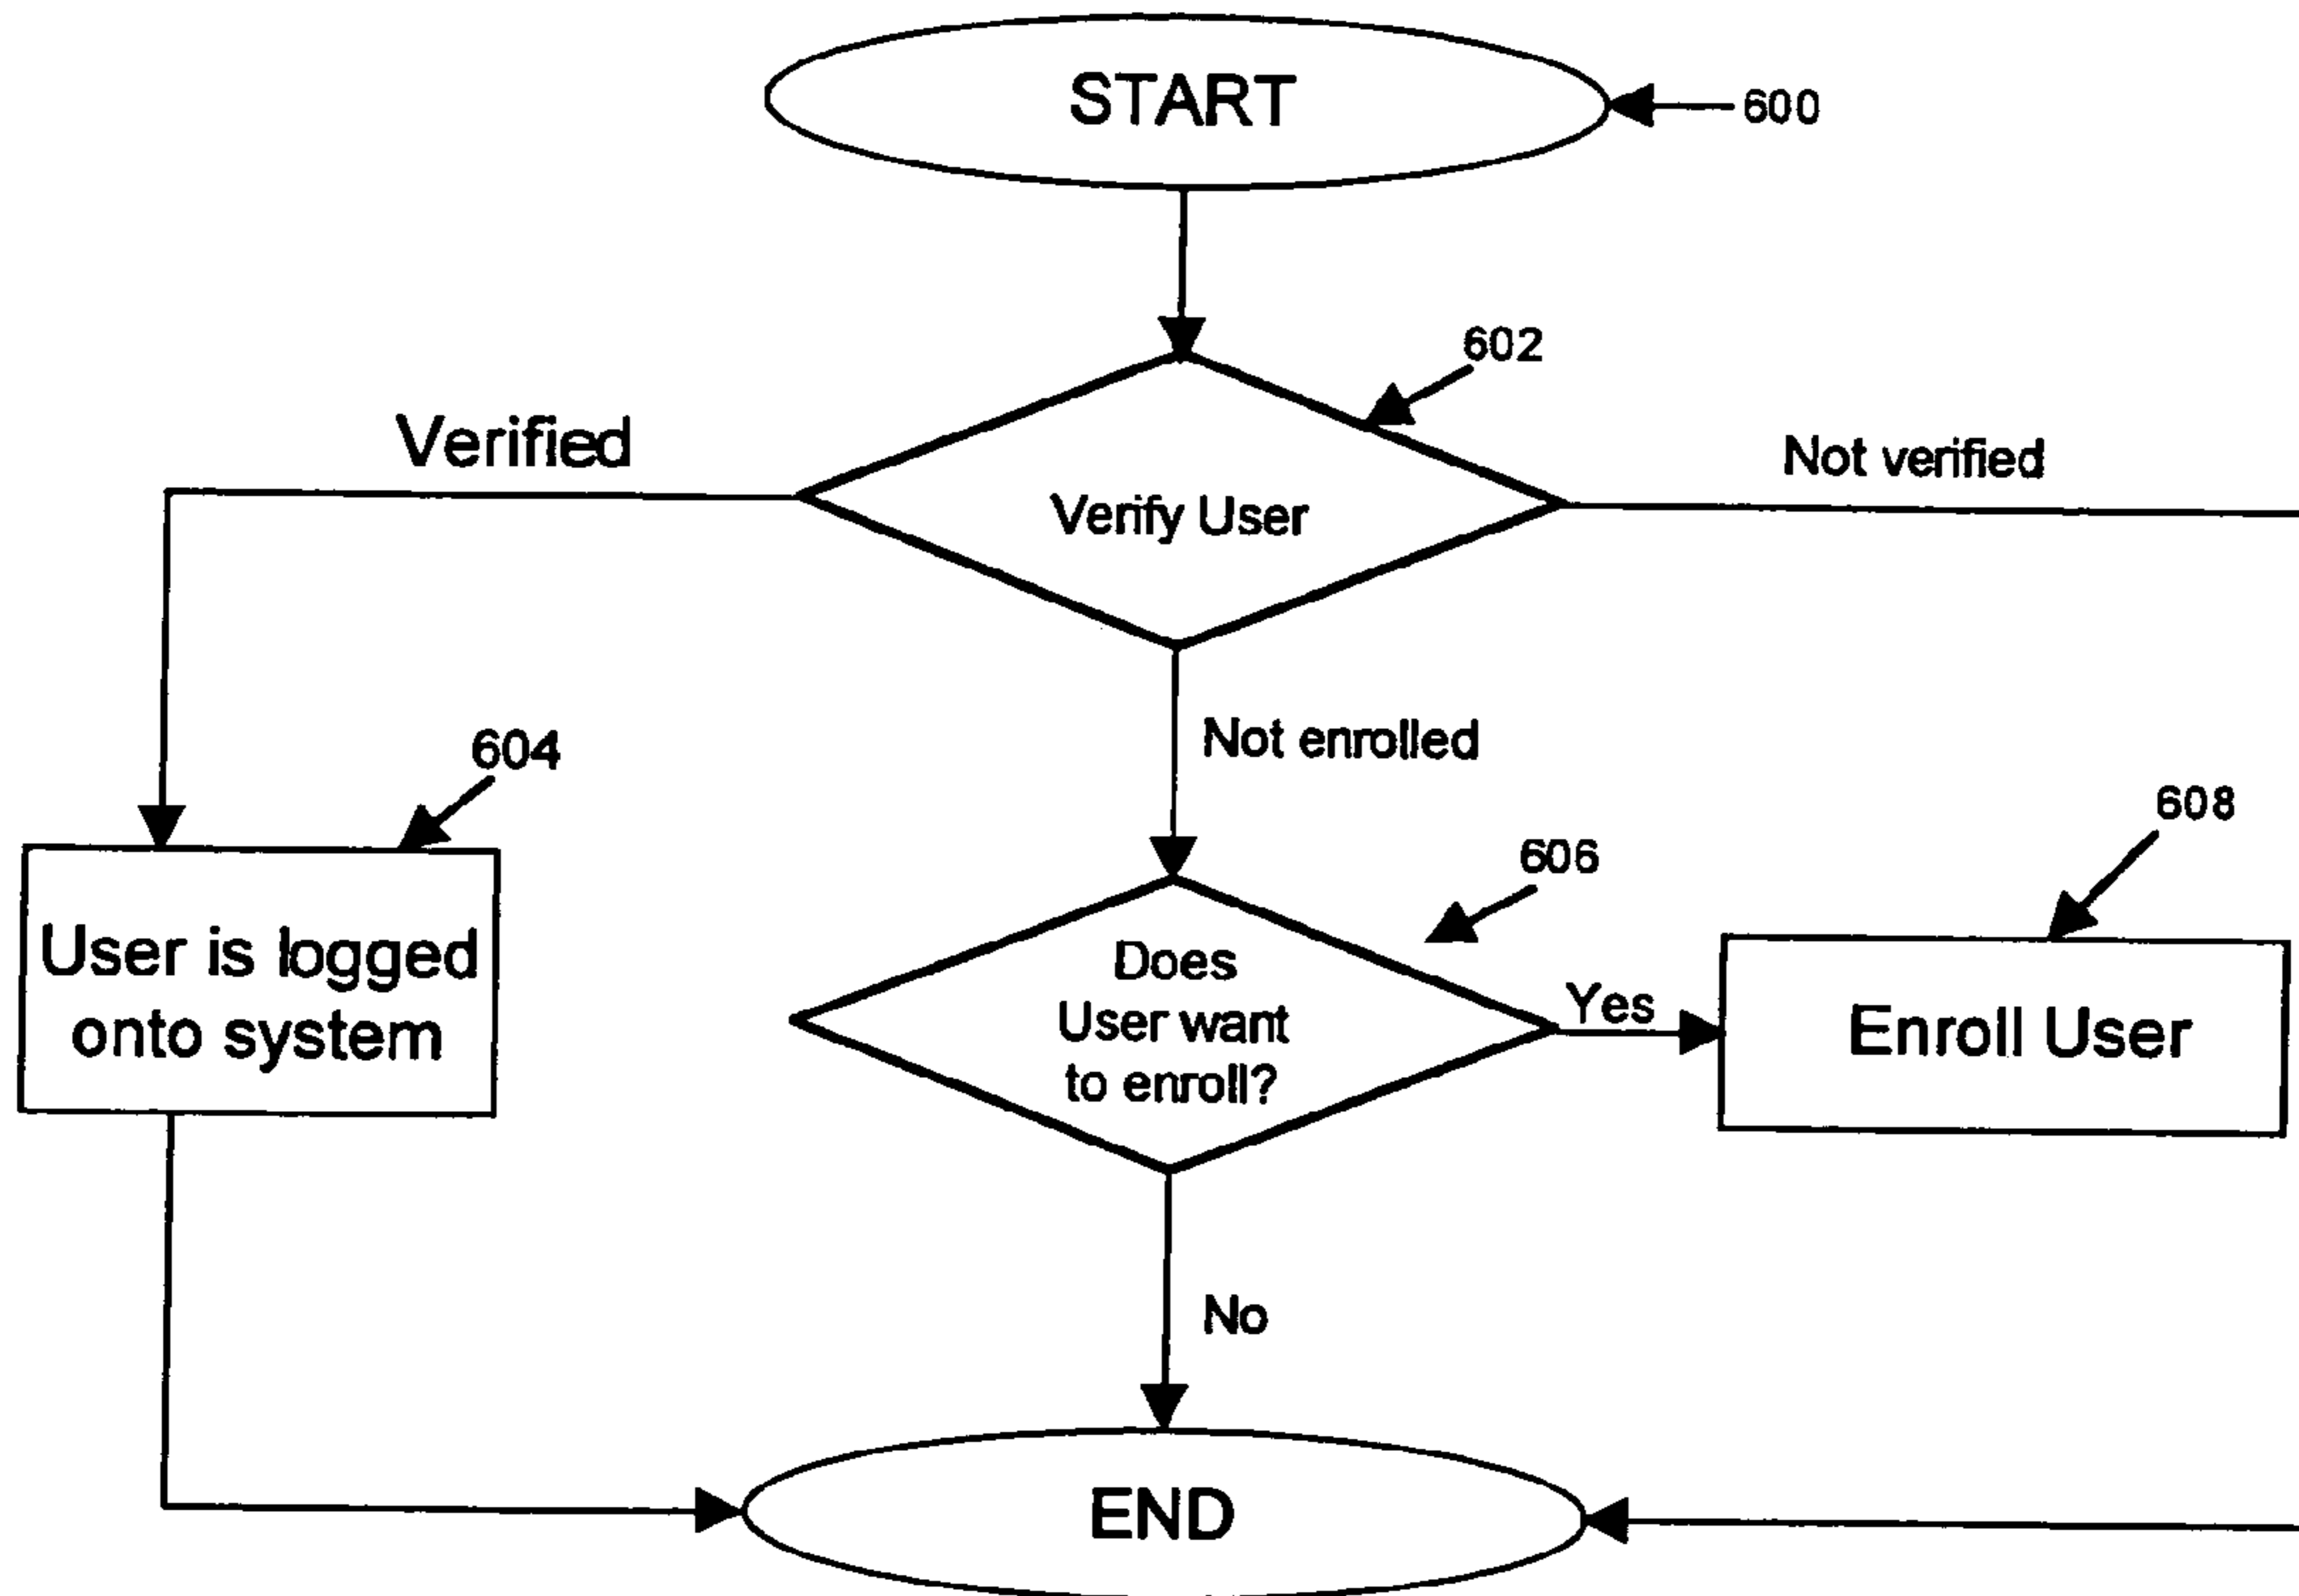 START
600
602
Verified
Not verified
Verify User
Not enrolled
604
608
606
User is logged
onto system
Does
User want
to enroll?
Yes
Enroll User
No
END